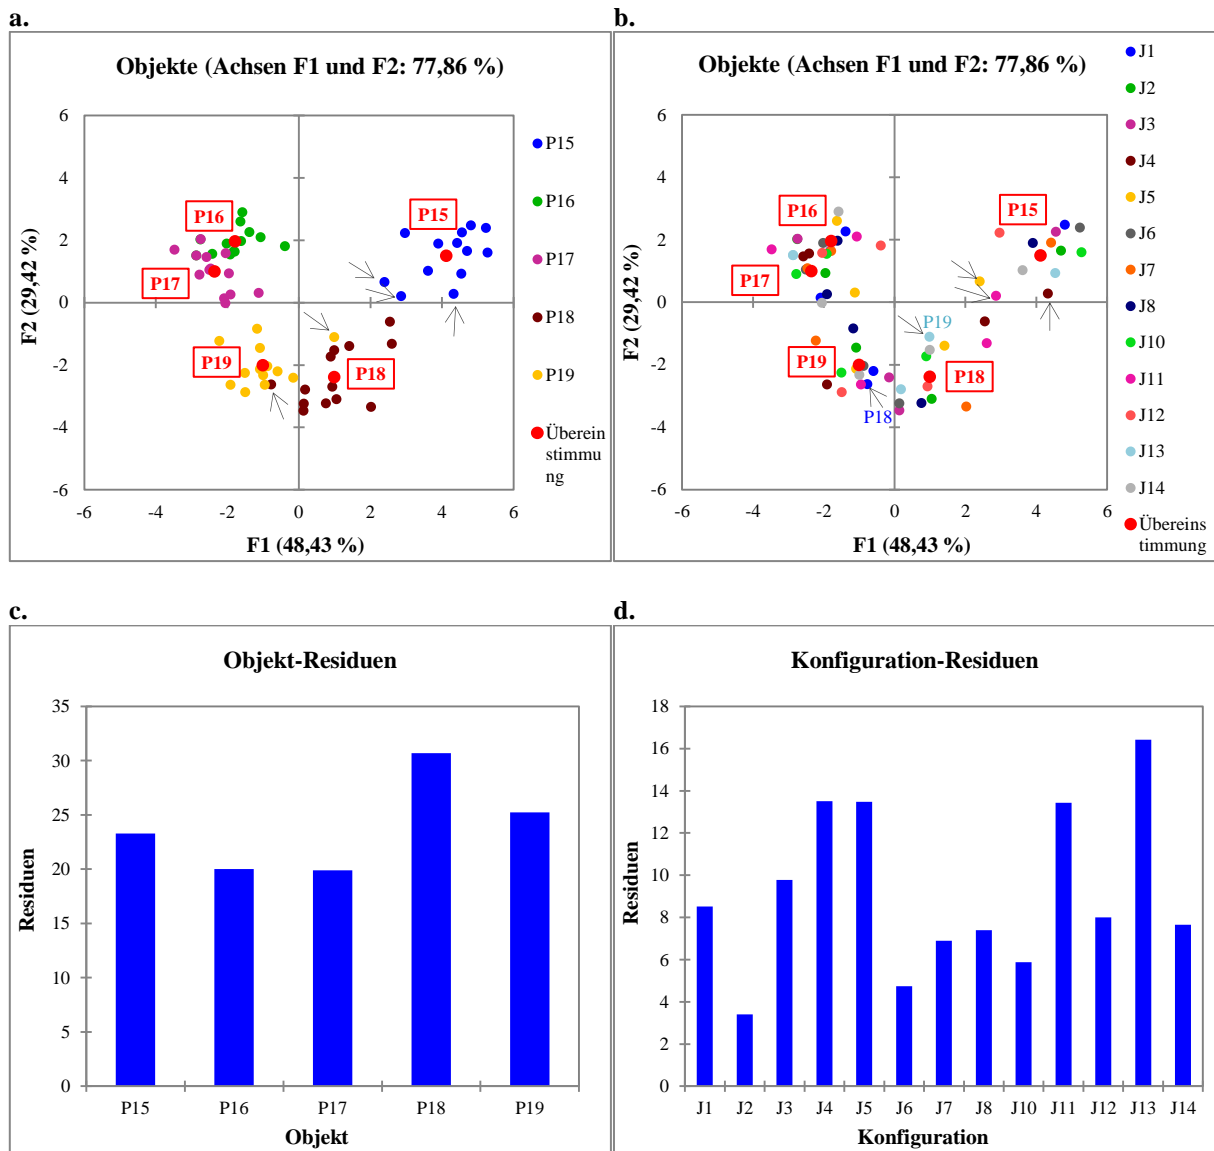 a.
Objekte (Achsen F1 und F2: 77,86 %)
6
4
2
0
-2
-4
-6
-6
-4
-2
0
2
4
6
F2 (29,42 %)
F1 (48,43 %)
P16
P15
P17
P19
P18
P15
P16
P17
P18
P19
Überein
stimmu
ng
b.
Objekte (Achsen F1 und F2: 77,86 %)
6
4
2
0
-2
-4
-6
-6
-4
-2
0
2
4
6
F2 (29,42 %)
F1 (48,43 %)
P16
P15
P17
P19
P19
P18
P18
J1
J2
J3
J4
J5
J6
J7
J8
J10
J11
J12
J13
J14
Übereins
timmung
c.
Objekt-Residuen
35
30
25
20
15
10
5
0
Residuen
P15 P16 P17 P18 P19
Objekt
d.
Konfiguration-Residuen
18
16
14
12
10
8
6
4
2
0
Residuen
J1 J2 J3 J4 J5 J6 J7 J8 J10 J11 J12 J13 J14
Konfiguration